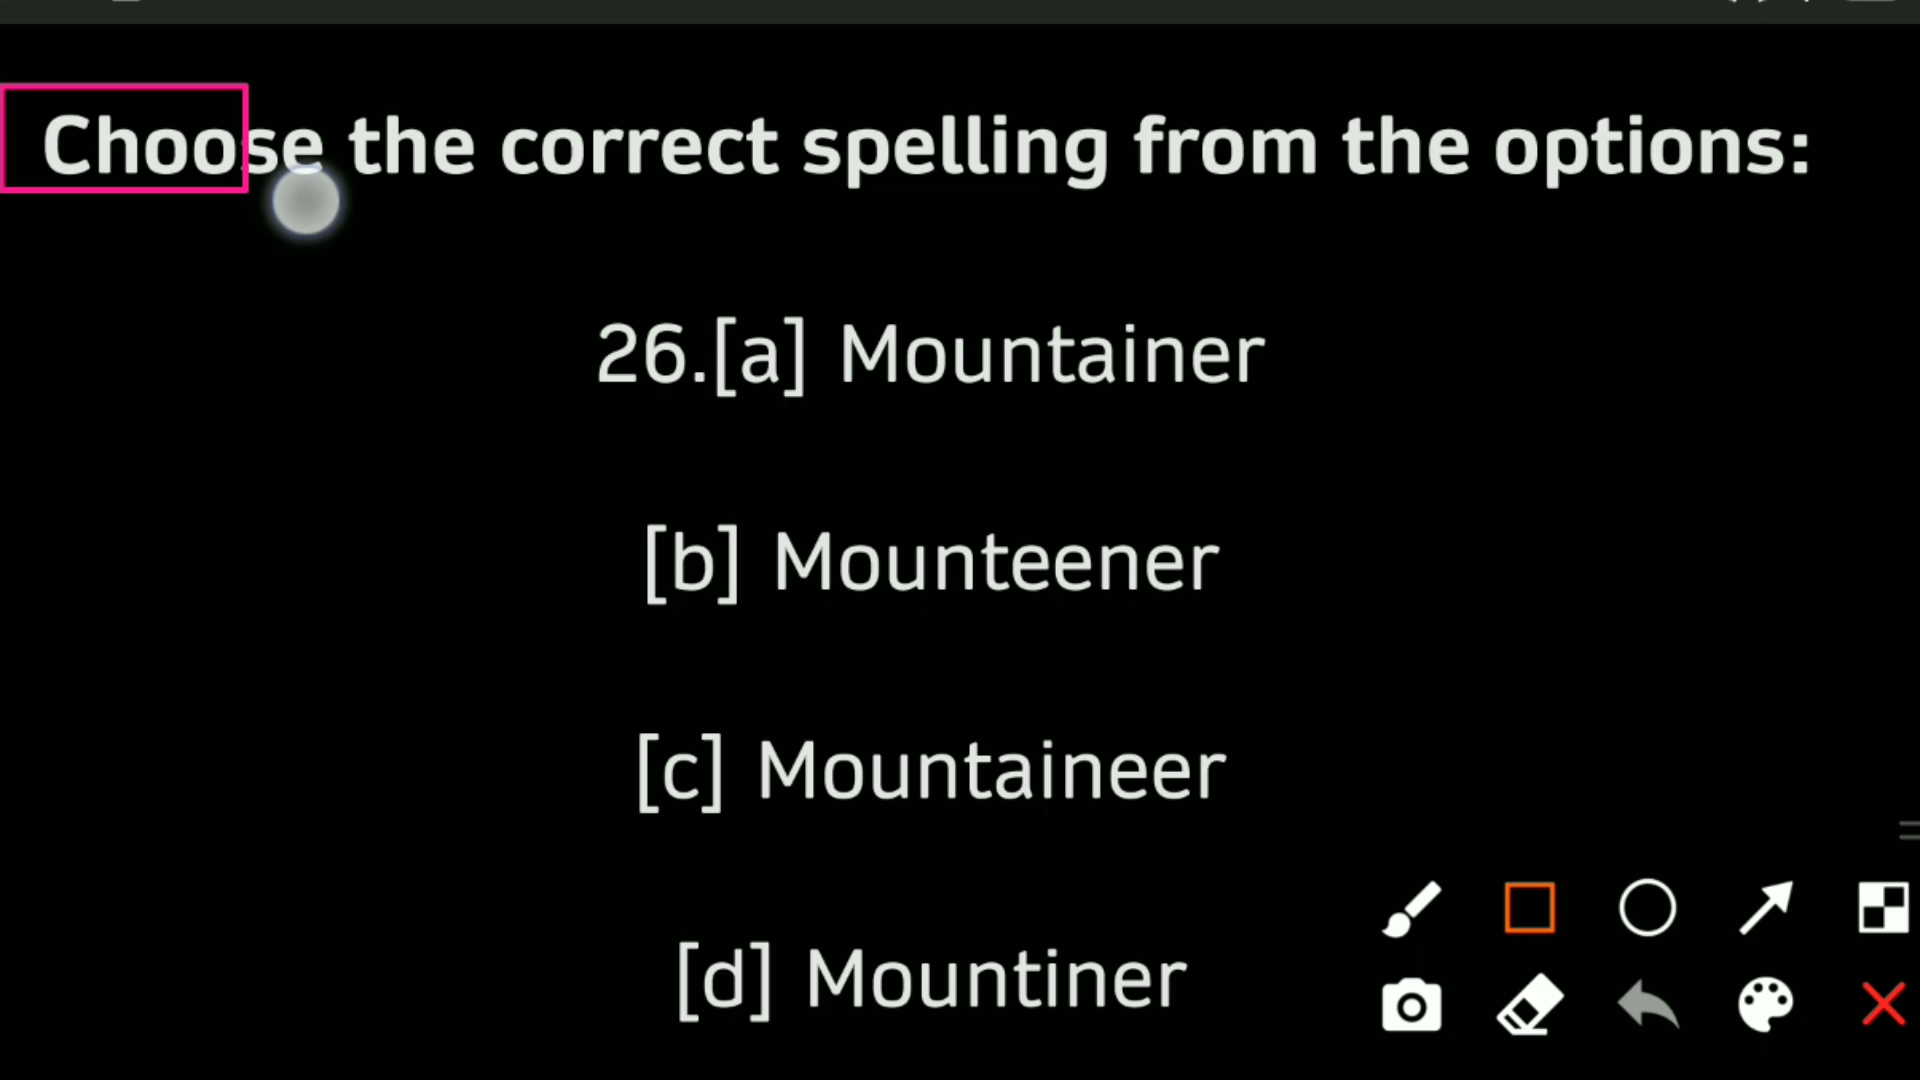 Choose the correct spelling from the options:
26.[a] Mountainer
[b] Mounteener
[c] Mountaineer
[d] Mountiner